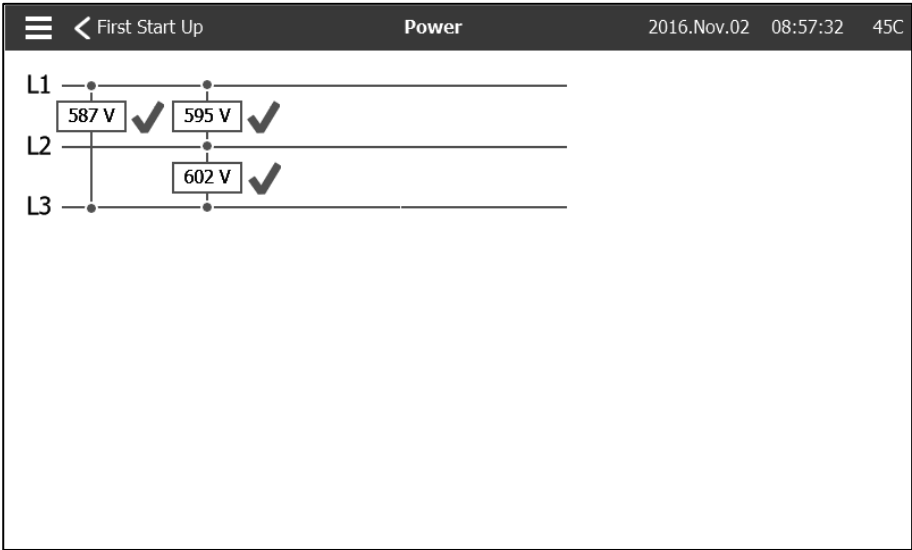 First Start Up Power 2016.Nov.02 08:57:32 45C
L1
587 V 595 V
L2
602 V
L3